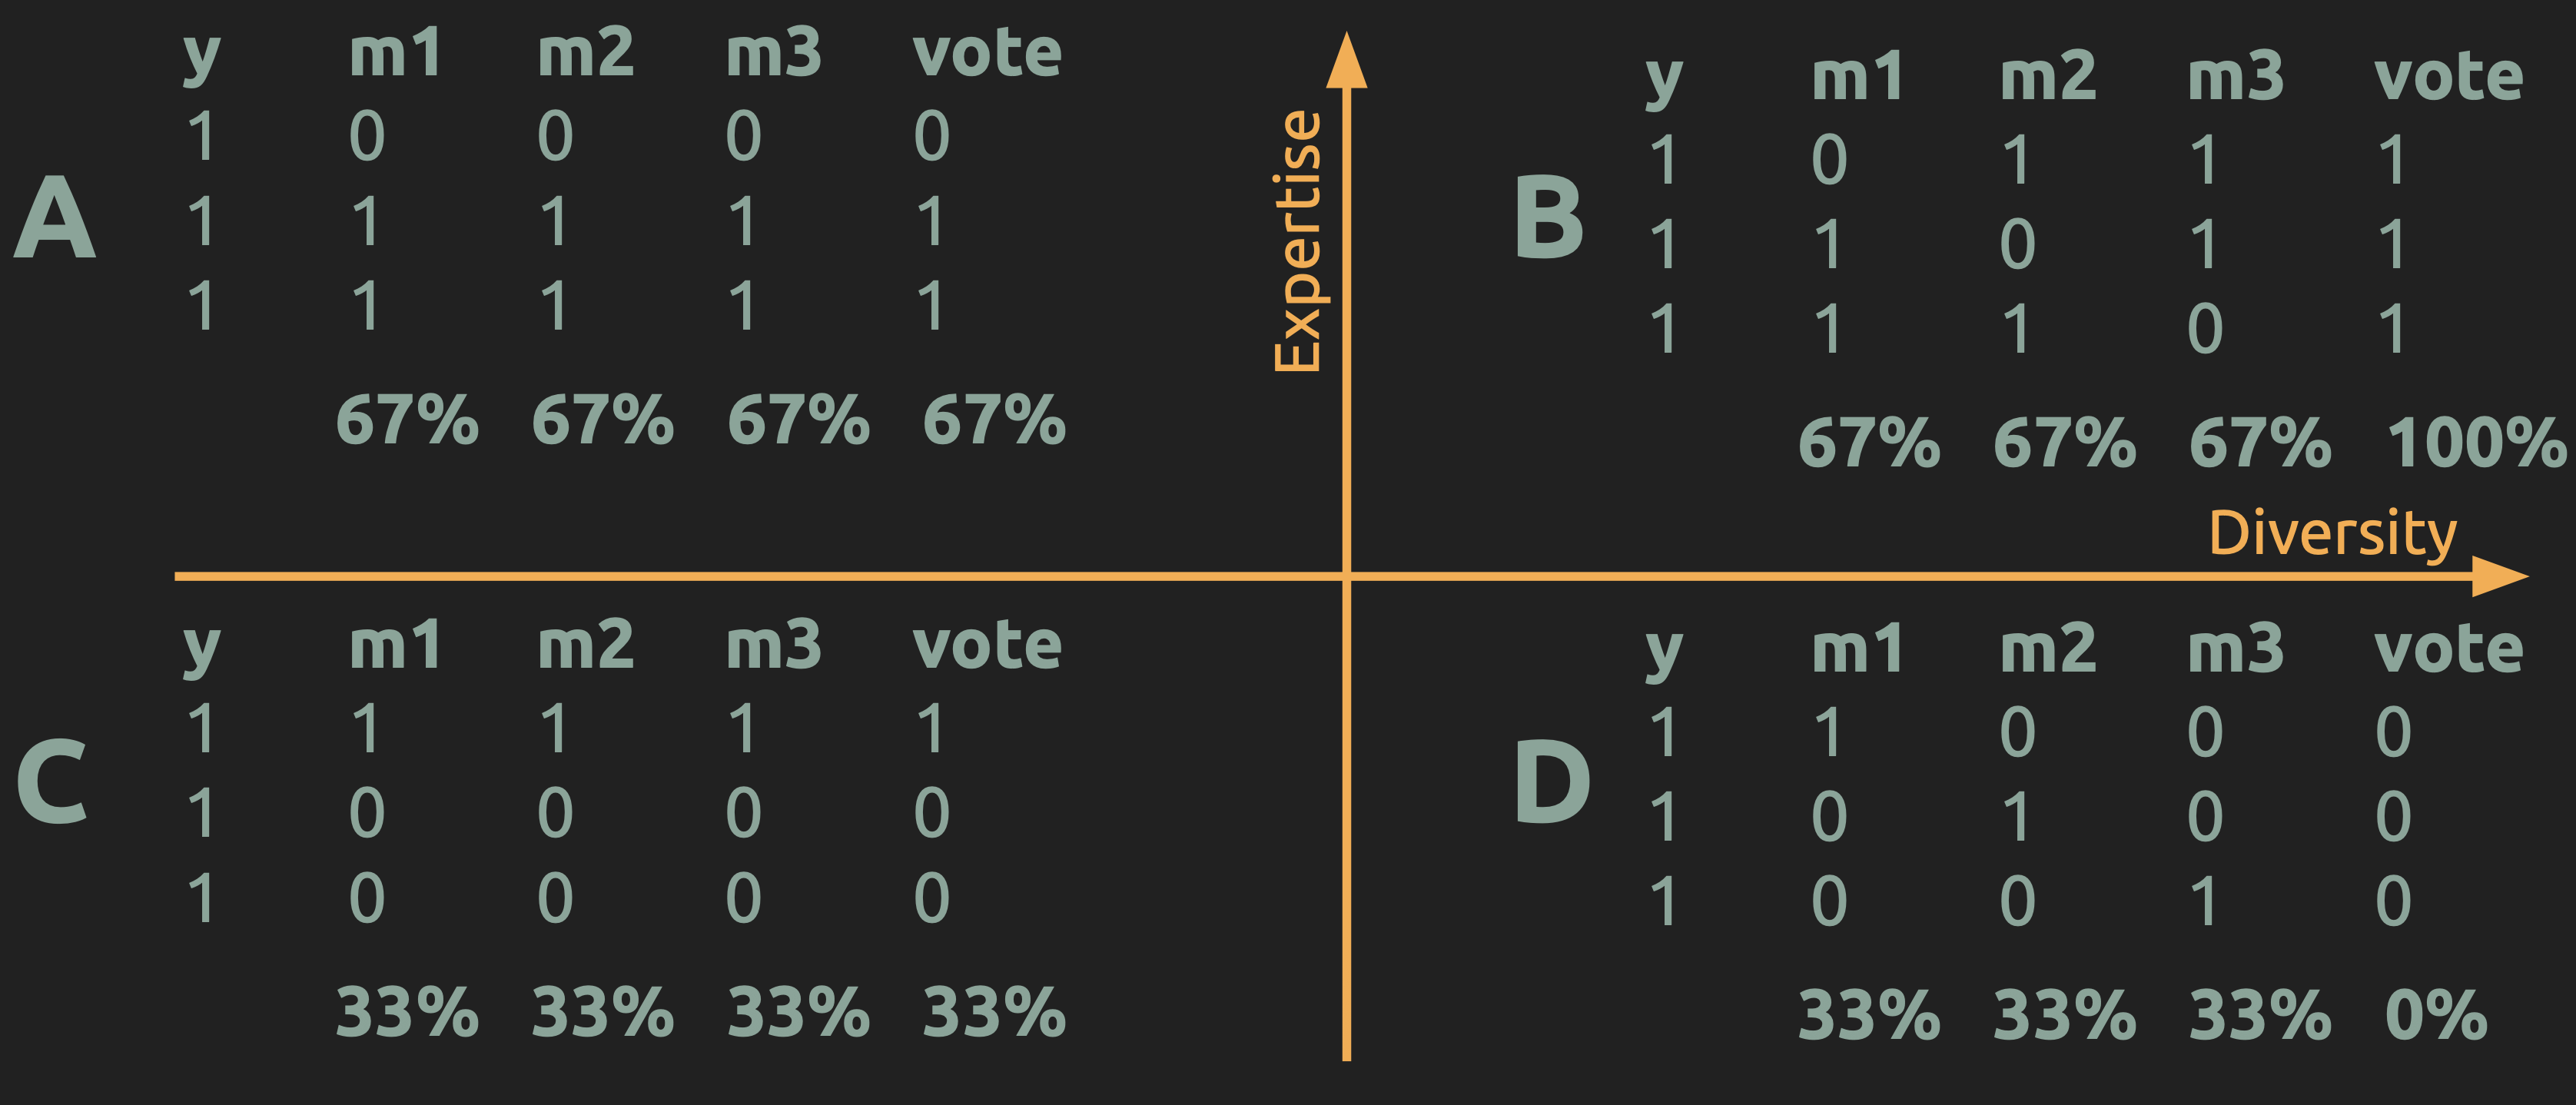 y m1 m2 m3 vote
1 0 0 0 0
A
1 1 1 1 1
1 1 1 1 1
67% 67% 67% 67%
Expertise
y m1 m2 m3 vote
1 0 1 1 1
B
1 1 0 1 1
1 1 1 0 1
67% 67% 67% 100%
Diversity
y m1 m2 m3 vote
1 1 1 1 1
C
1 0 0 0 0
1 0 0 0 0
33% 33% 33% 33%
y m1 m2 m3 vote
1 1 0 0 0
D
1 0 1 0 0
1 0 0 1 0
33% 33% 33% 0%